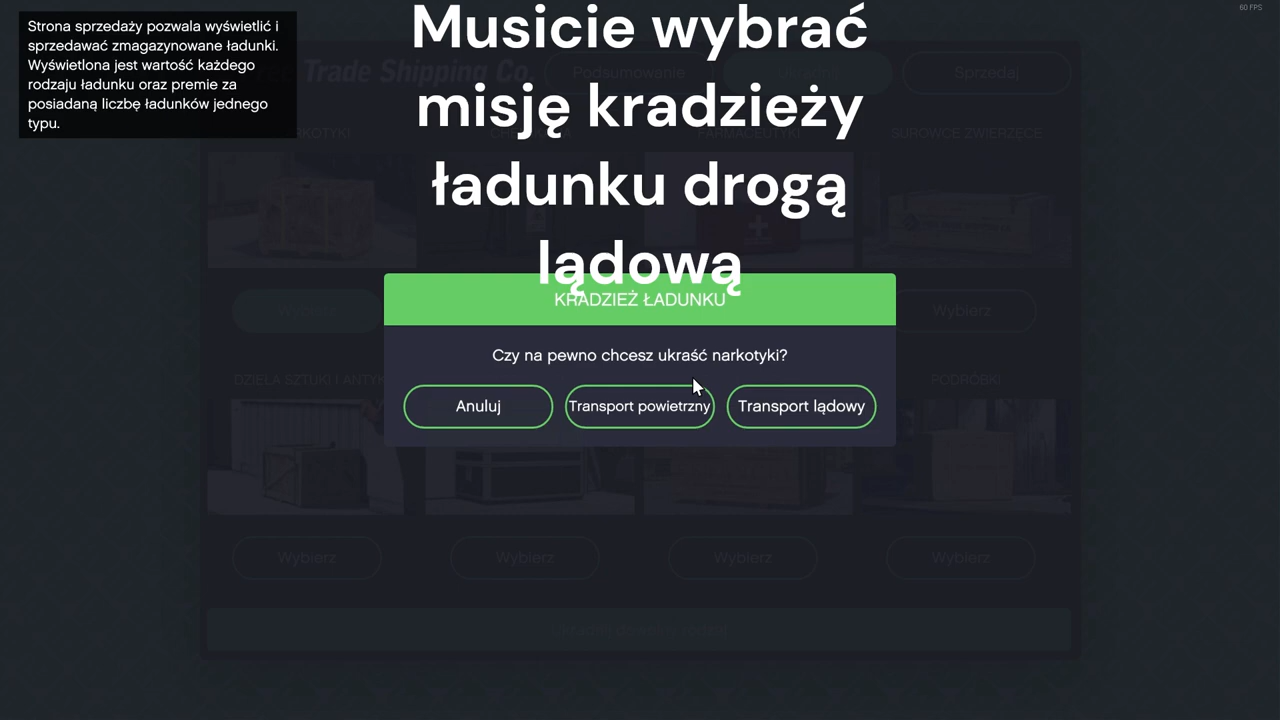 60 FPS
Strona sprzedaży pozwala wyświetlić i
sprzedawać zmagazynowane ładunki.
Wyświetlona jest wartość każdego
rodzaju ładunku oraz premie za
posiadaną liczbę ładunków jednego
typu.
Musicie wybrać
misję kradzieży
ładunku drogą
lądową
Trade Shipping Co.
Podsumowanie
Sprzedaj
FARMACEUTYKI
SUROWCE ZWIERZĘCE
Wybierz
KRADZIEŻ ŁADUNKU
Czy na pewno chcesz ukraść narkotyki?
Anuluj
Transport powietrzny
Transport lądowy
DZIEŁA SZTUKI I ANTYK
PODRÓBKI
Wybierz
Wybierz
Wybierz
Wybierz